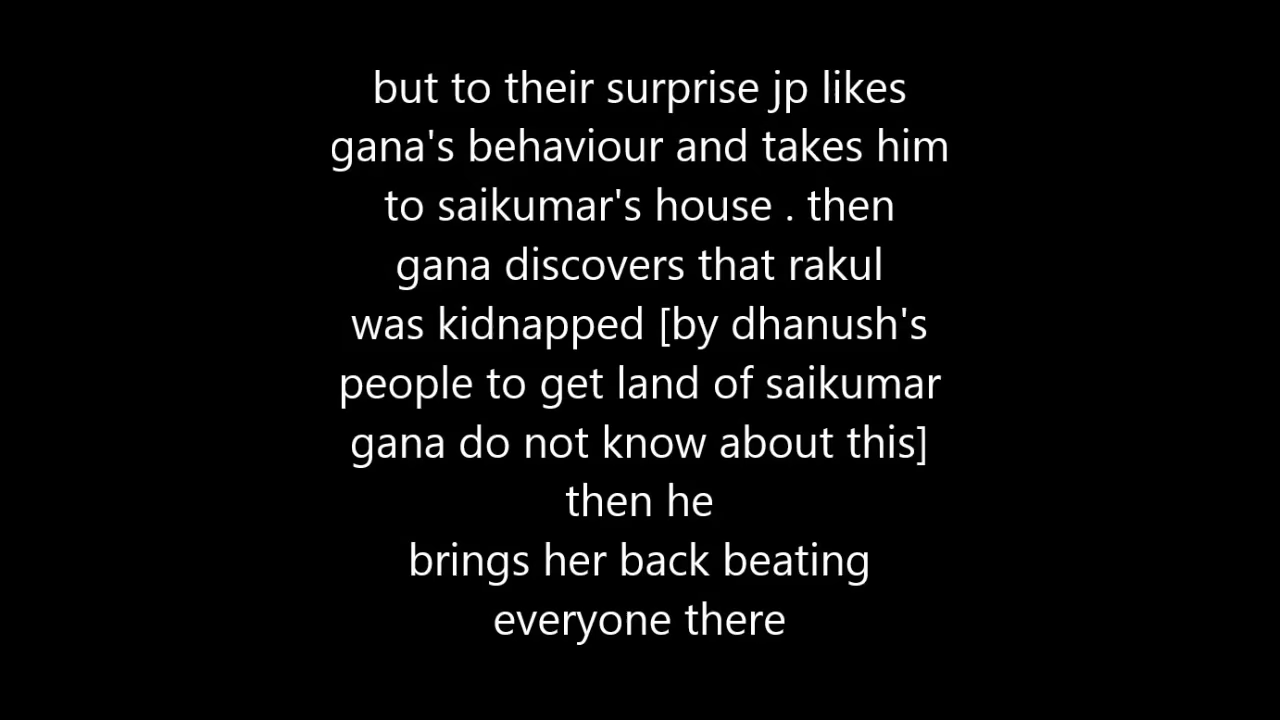 but to their surprise jp likes
gana's behaviour and takes him
to saikumar's house . then
gana discovers that rakul
was kidnapped [by dhanush's
people to get land of saikumar
gana do not know about this]
then he
brings her back beating
everyone there